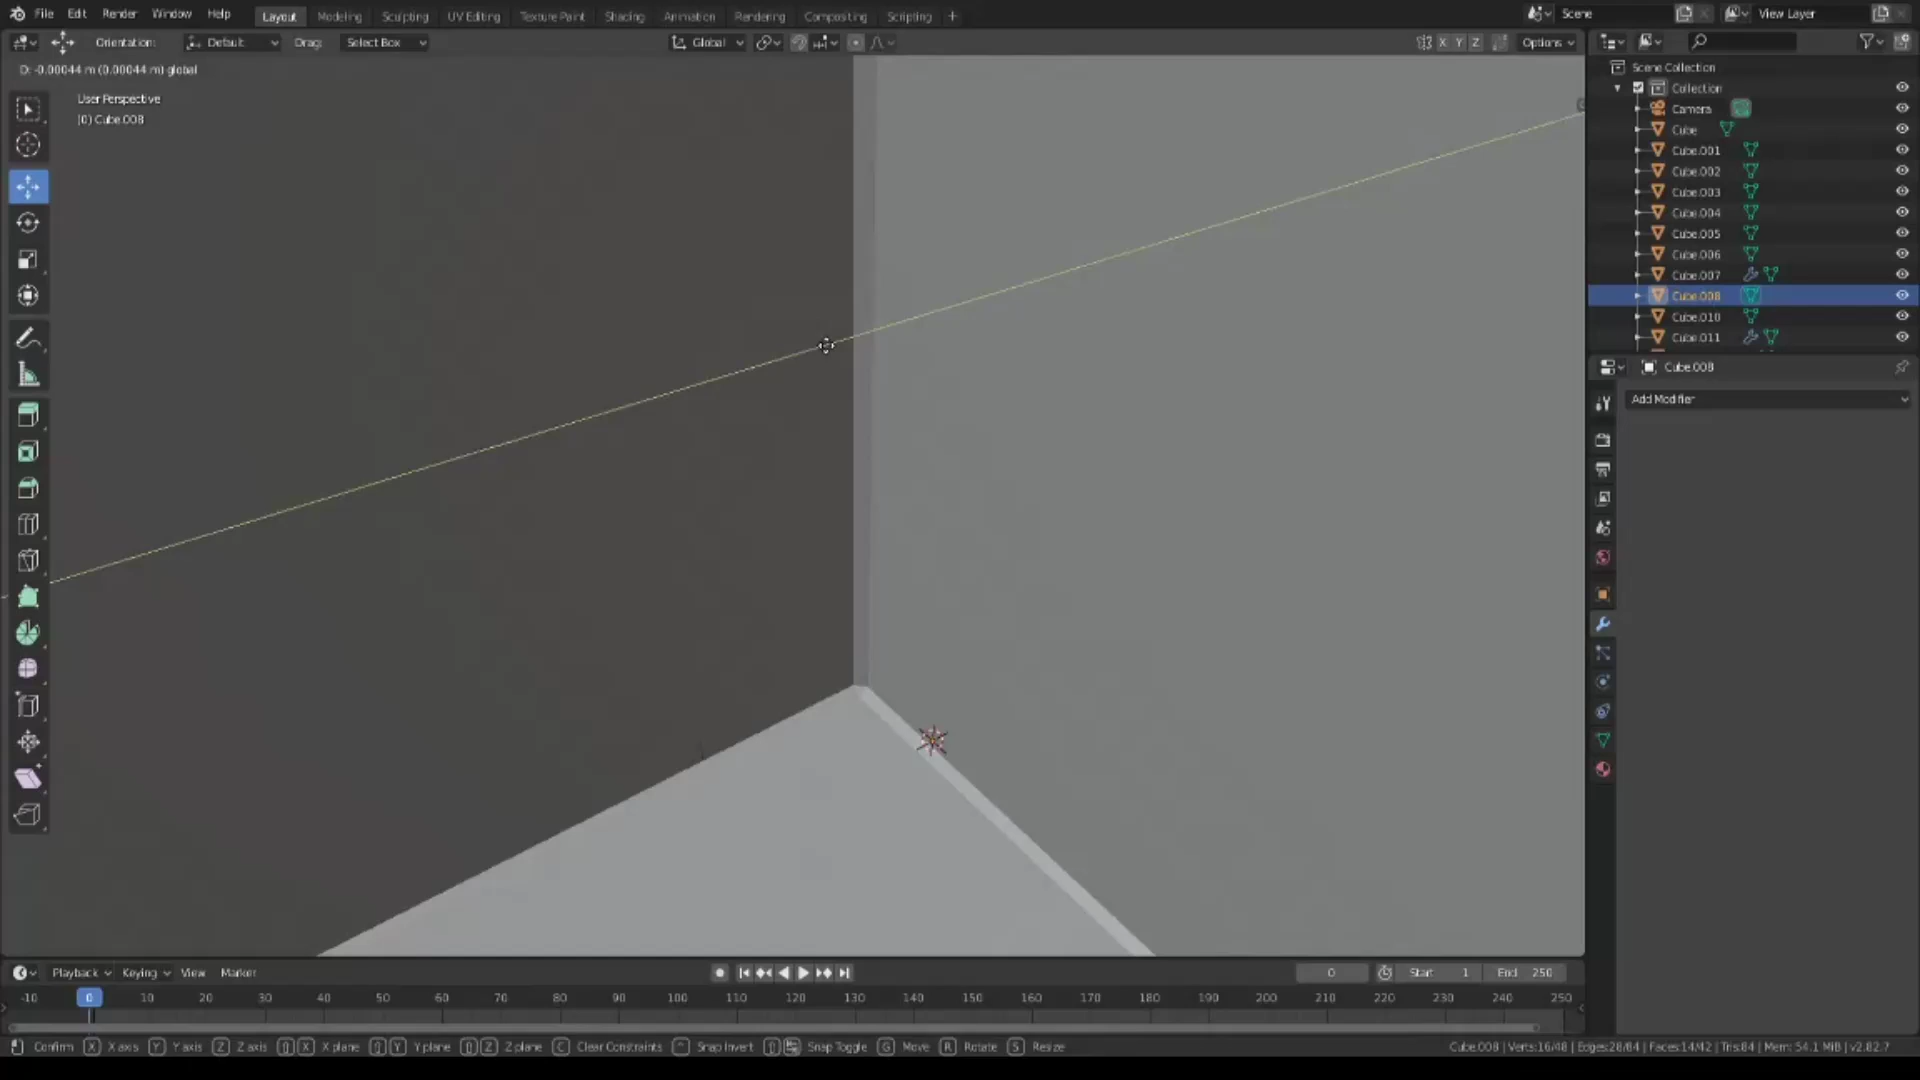 File Edit Render Window Help Layout Modeling Sculpting UV Editing Texture Paint Shading Animation Rendering Compositing Scripting + Scene View Layer
Orientation: Default Drag: Select Box Global X Y Z Options
D: -0.00044 m (0.00044 m) global
User Perspective
(0) Cube.008
Scene Collection
Collection
Camera
Cube
Cube.001
Cube.002
Cube.003
Cube.004
Cube.005
Cube.006
Cube.007
Cube.008
Cube.010
Cube.011
Cube.008
Add Modifier
Playback Keying View Marker 0 Start 1 End 250
-10 0 10 20 30 40 50 60 70 80 90 100 110 120 130 140 150 160 170 180 190 200 210 220 230 240 250
Confirm X X axis Y Y axis Z Z axis X X plane Y Y plane Z Z plane C Clear Constraints Snap Invert Snap Toggle G Move R Rotate S Resize Cube.008 | Verts:16/48 | Edges:28/84 | Faces:14/42 | Tris:84 | Mem: 54.1 MiB | v2.82.7